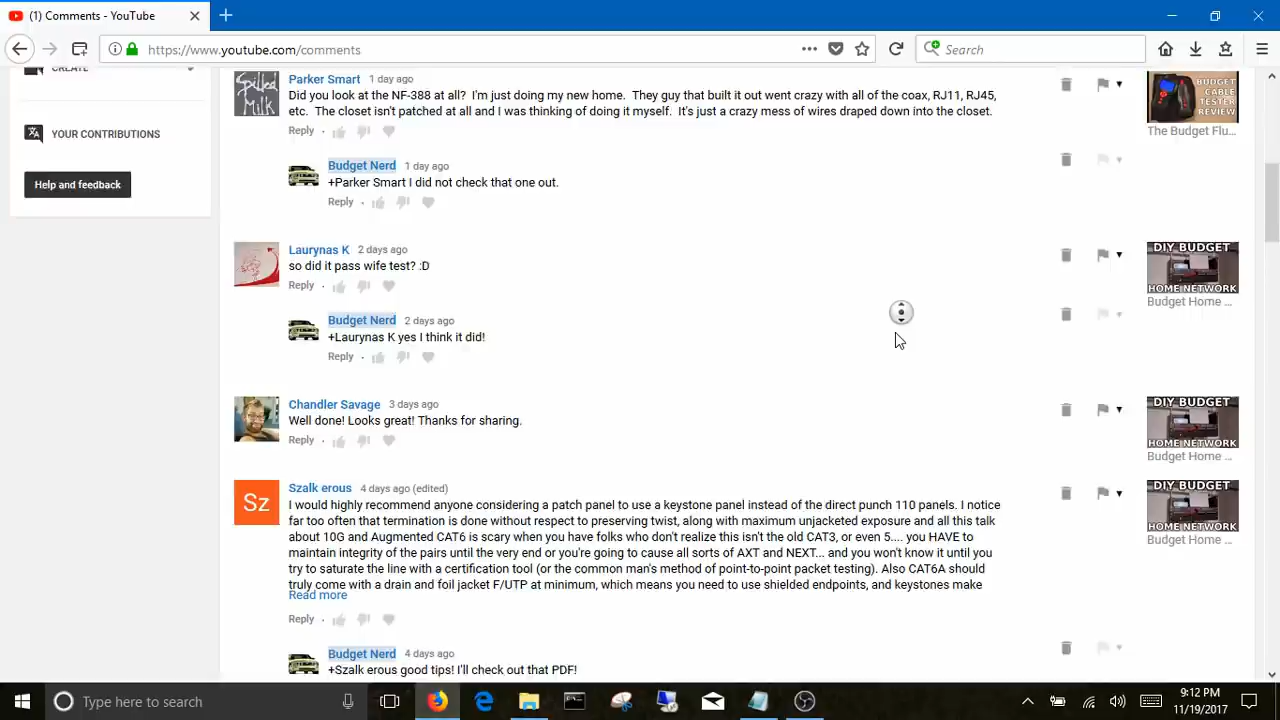 (1) Comments - YouTube
https://www.youtube.com/comments
Search
CREATE
YOUR CONTRIBUTIONS
Help and feedback
Spilled
Milk
Parker Smart 1 day ago
Did you look at the NF-388 at all? I'm just doing my new home. They guy that built it out went crazy with all of the coax, RJ11, RJ45,
etc. The closet isn't patched at all and I was thinking of doing it myself. It's just a crazy mess of wires draped down into the closet.
Reply
BUDGET
CABLE
TESTER
REVIEW
The Budget Flu...
Budget Nerd 1 day ago
+Parker Smart I did not check that one out.
Reply
Laurynas K 2 days ago
so did it pass wife test? :D
Reply
DIY BUDGET
HOME NETWORK
Budget Home ...
Budget Nerd 2 days ago
+Laurynas K yes I think it did!
Reply
Chandler Savage 3 days ago
Well done! Looks great! Thanks for sharing.
Reply
DIY BUDGET
HOME NETWORK
Budget Home ...
Sz
Szalk erous 4 days ago (edited)
I would highly recommend anyone considering a patch panel to use a keystone panel instead of the direct punch 110 panels. I notice
far too often that termination is done without respect to preserving twist, along with maximum unjacketed exposure and all this talk
about 10G and Augmented CAT6 is scary when you have folks who don't realize this isn't the old CAT3, or even 5.... you HAVE to
maintain integrity of the pairs until the very end or you're going to cause all sorts of AXT and NEXT... and you won't know it until you
try to saturate the line with a certification tool (or the common man's method of point-to-point packet testing). Also CAT6A should
truly come with a drain and foil jacket F/UTP at minimum, which means you need to use shielded endpoints, and keystones make
Read more
Reply
DIY BUDGET
HOME NETWORK
Budget Home ...
Budget Nerd 4 days ago
+Szalk erous good tips! I'll check out that PDF!
Type here to search
9:12 PM
11/19/2017